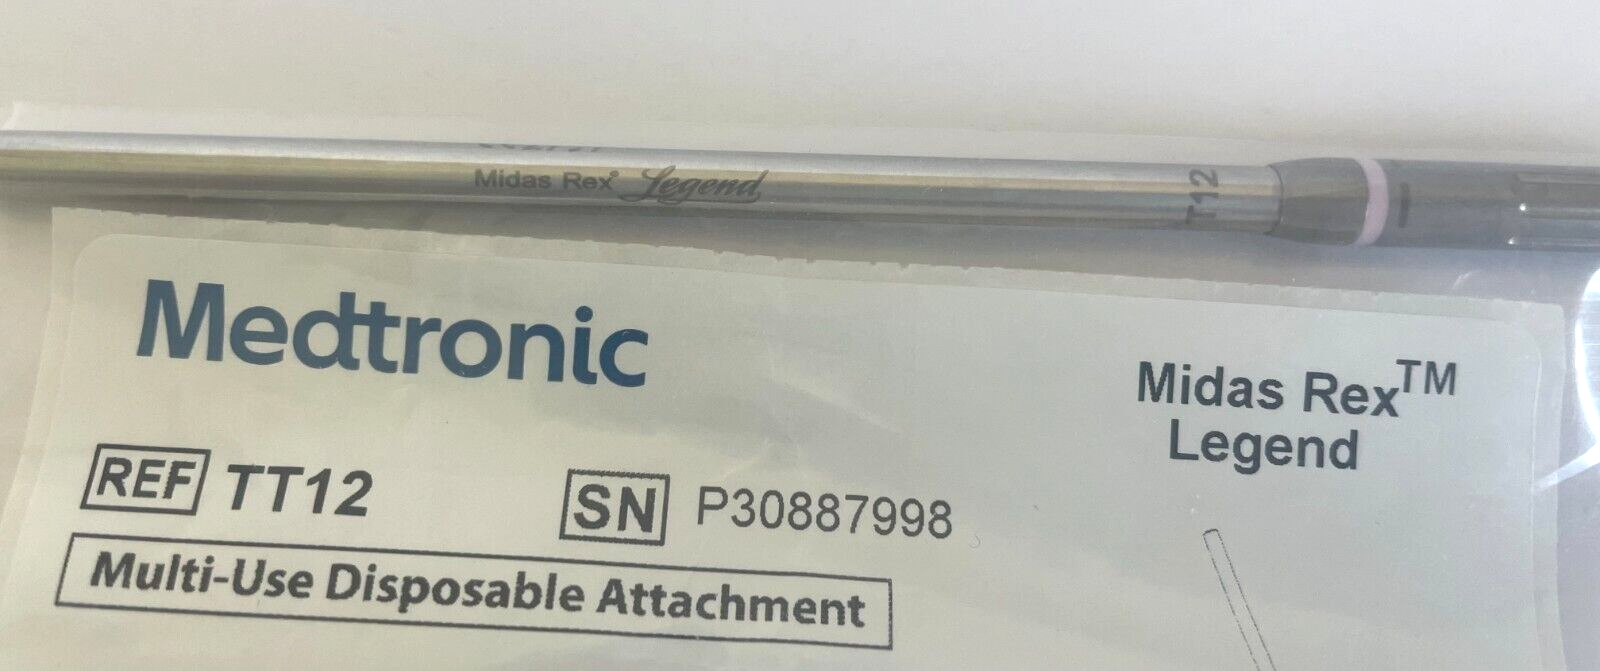 Midas Rex® Legend
T12
Medtronic
Midas Rex™
Legend
REF TT12
SN P30887998
Multi-Use Disposable Attachment